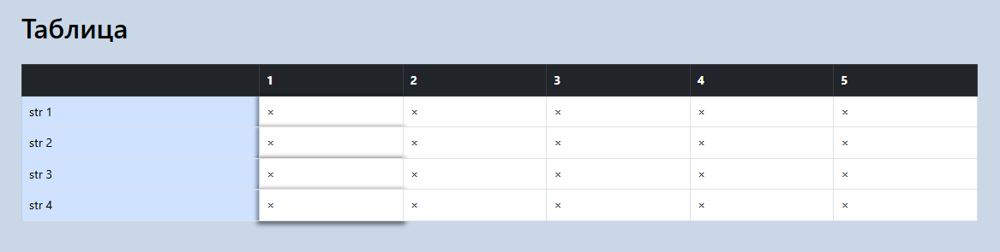 Таблица
1 2 3 4 5
str 1 × × × × ×
str 2 × × × × ×
str 3 × × × × ×
str 4 × × × × ×